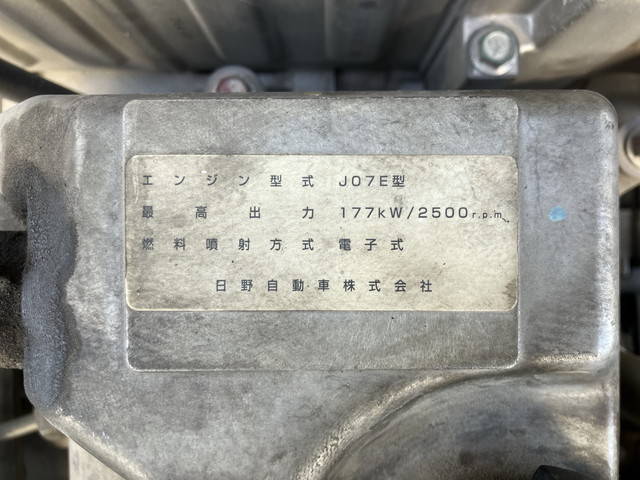 エンジン型式 J07E型
最高出力 177kW/2500r.p.m
燃料噴射方式 電子式
日野自動車株式会社